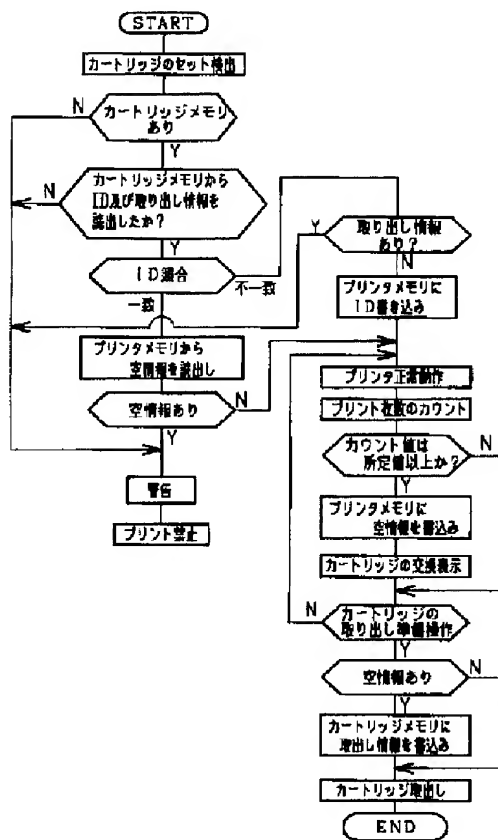 START
カートリッジのセット検出
N
カートリッジメモリ
あり
Y
N
カートリッジメモリから
ID及び取り出し情報を
読出したか?
Y
ID照合
不一致
一致
プリンタメモリから
空情報を読出し
空情報あり
N
Y
警告
プリント禁止
Y
取り出し情報
あり?
N
プリンタメモリに
ID書き込み
プリンタ正常動作
プリント枚数のカウント
カウント値は
所定値以上か?
N
Y
プリンタメモリに
空情報を書込み
カートリッジの交換表示
N
カートリッジの
取り出し準備操作
Y
空情報あり
N
Y
カートリッジメモリに
取出し情報を書込み
カートリッジ取出し
END